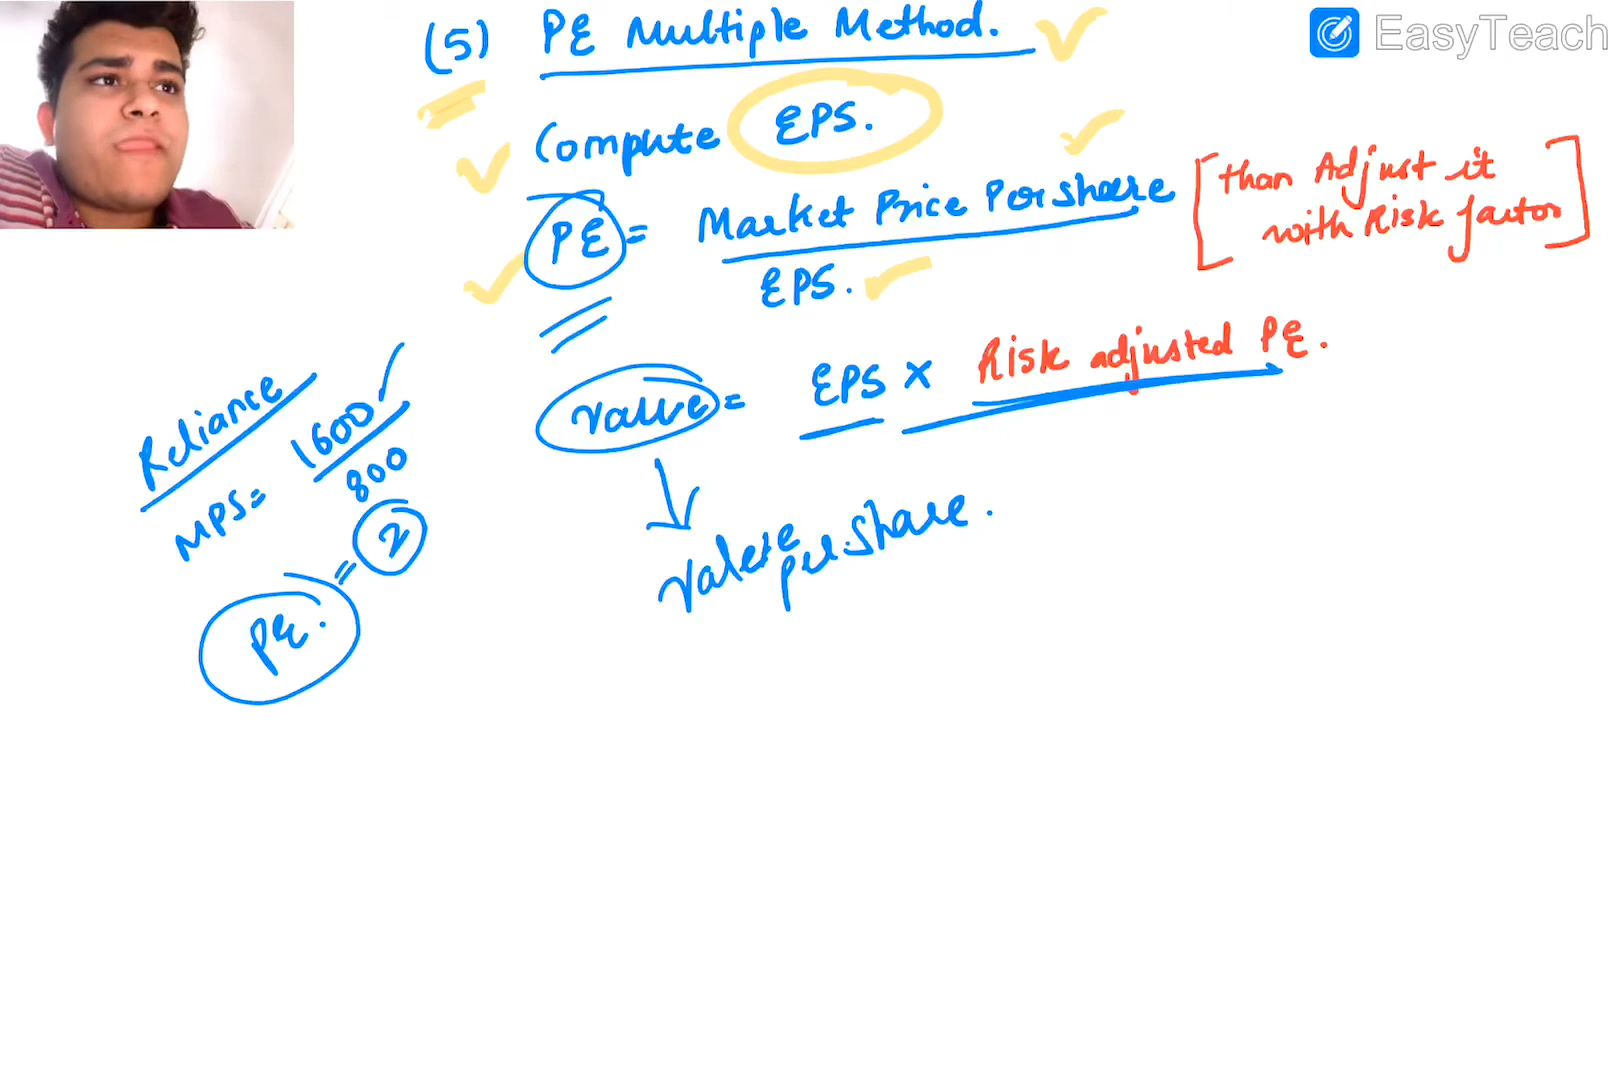 (5) PE Multiple Method.
EasyTeach
Compute EPS.
PE = Market Price Per share
EPS.
[than Adjust it
with Risk factor]
Value = EPS × Risk adjusted PE.
Value
per share.
Reliance
MPS = 1600
800
= 2
PE.